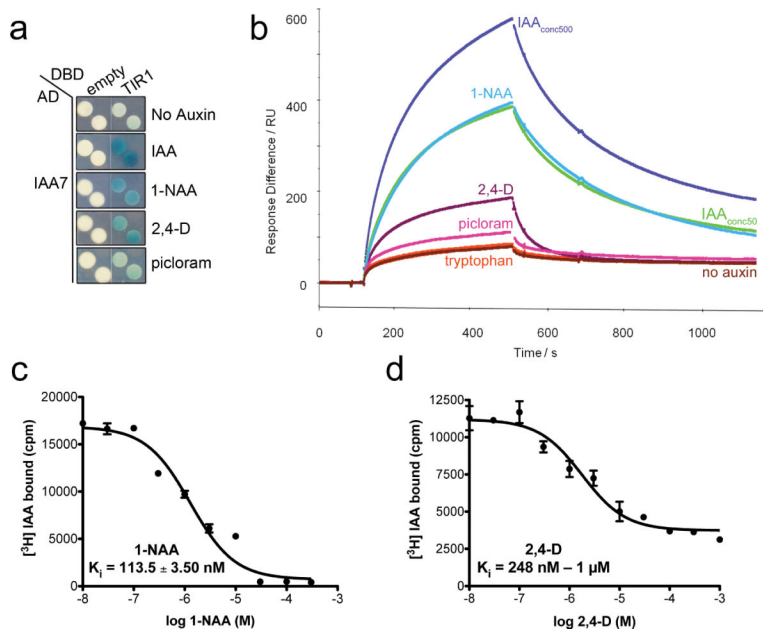 a
DBD
AD
empty
TIR1
IAA7
No Auxin
IAA
1-NAA
2,4-D
picloram
b
Response Difference / RU
600
400
200
0
0
200
400
600
800
1000
Time / s
IAAconc500
1-NAA
IAAconc50
2,4-D
picloram
tryptophan
no auxin
c
[³H] IAA bound (cpm)
20000
15000
10000
5000
0
-8
-7
-6
-5
-4
-3
1-NAA
Ki = 113.5 ± 3.50 nM
log 1-NAA (M)
d
[³H] IAA bound (cpm)
12500
10000
7500
5000
2500
0
-8
-7
-6
-5
-4
-3
2,4-D
Ki = 248 nM – 1 µM
log 2,4-D (M)